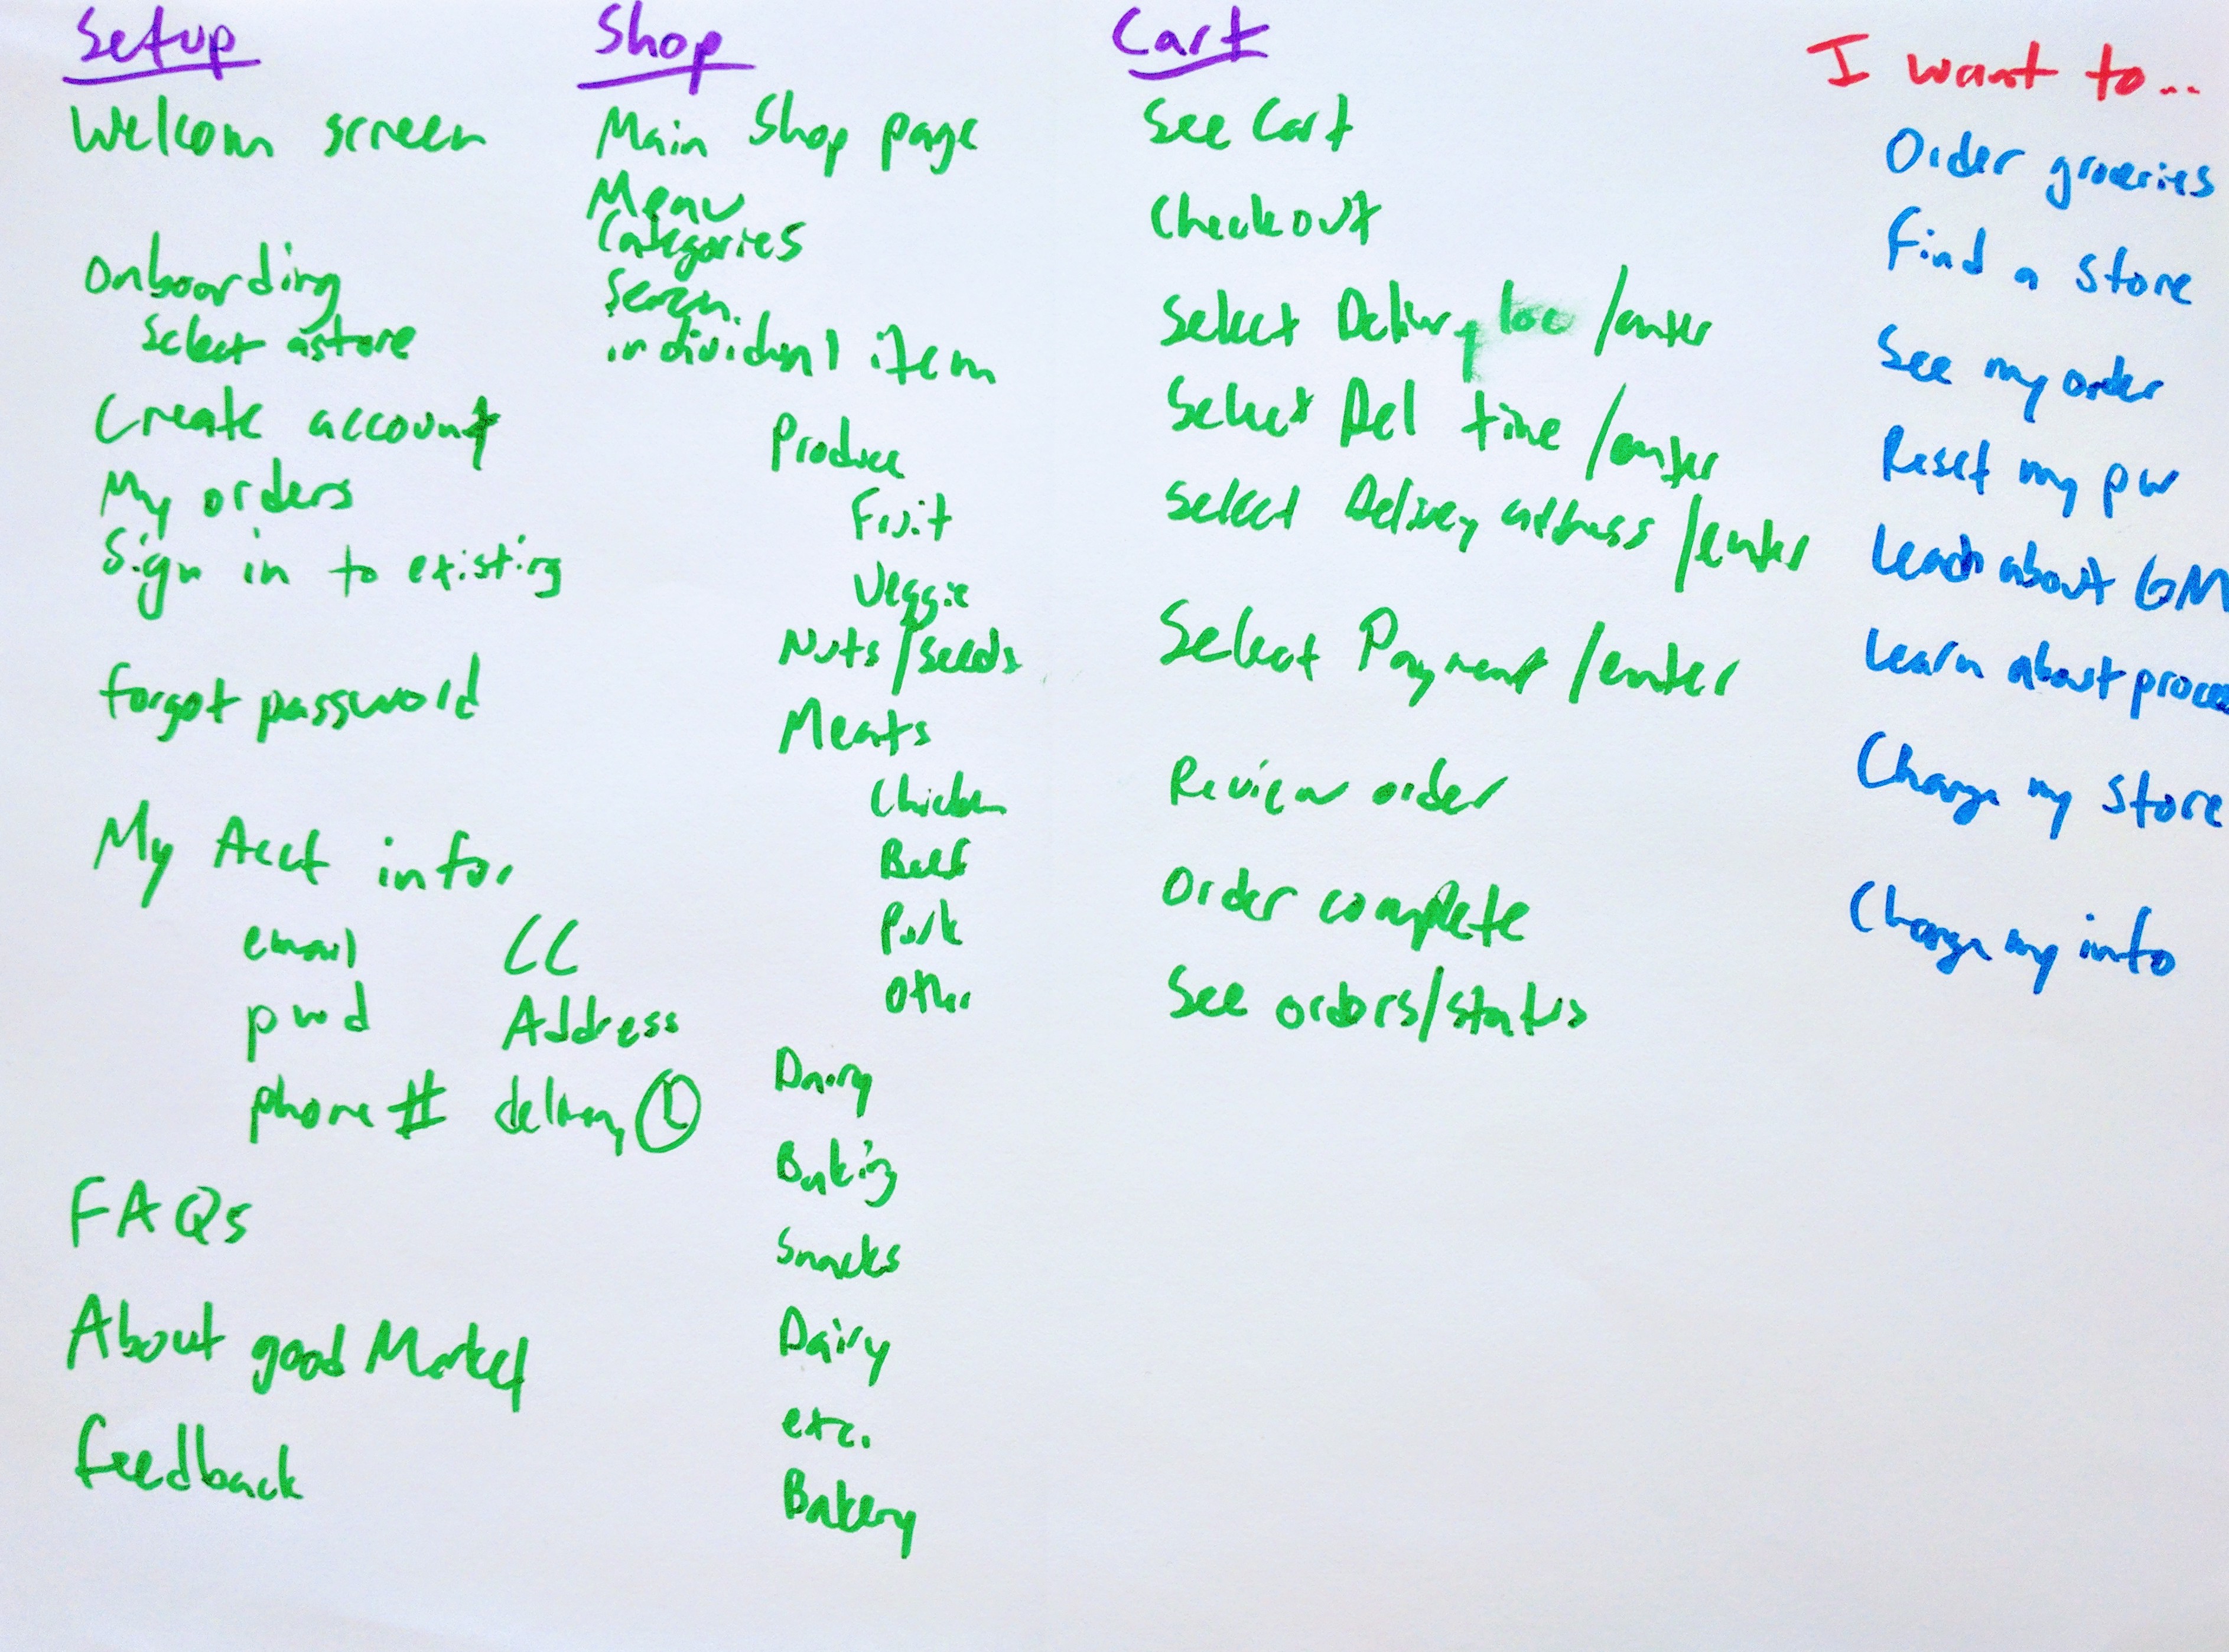 Setup
Welcom screen
Onboarding
Select a store
Create account
My orders
Sign in to existing
forgot password
My Acct infor
email CC
pwd Address
phone # delivery
FAQs
About good Market
Feedback
Shop
Main Shop page
Menu
Categories
Search
individual item
Produce
Fruit
Veggie
Nuts/seeds
Meats
Chicken
Beef
Pork
Other
Dairy
Baking
Snacks
Dairy
etc.
Bakery
Cart
See Cart
Checkout
Select Delivery loc /enter
Select Del time /enter
Select Delivery address /enter
Select Payment /enter
Review order
Order complete
See orders/status
I want to...
Order groceries
Find a store
See my order
Reset my pw
Learn about GM
Learn about proce
Change my store
Change my info